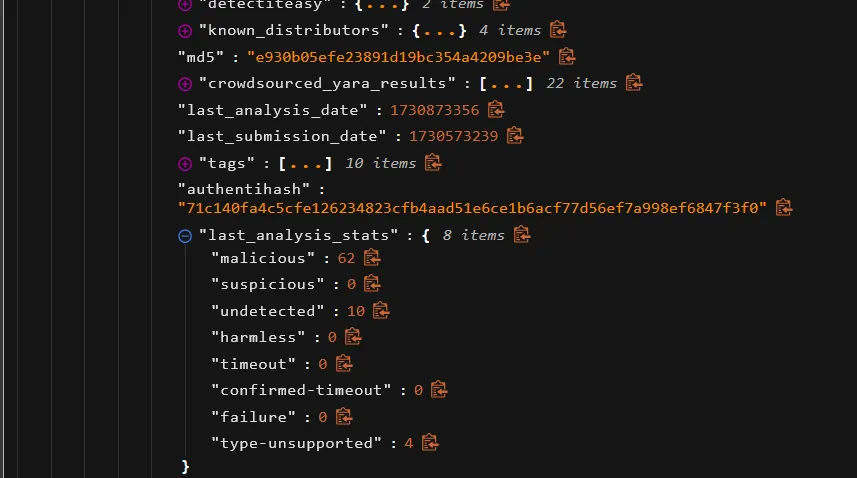 "detectiteasy" : {...} 2 items
"known_distributors" : {...} 4 items
"md5" : "e930b05efe23891d19bc354a4209be3e"
"crowdsourced_yara_results" : [...] 22 items
"last_analysis_date" : 1730873356
"last_submission_date" : 1730573239
"tags" : [...] 10 items
"authentihash" :
"71c140fa4c5cfe126234823cfb4aad51e6ce1b6acf77d56ef7a998ef6847f3f0"
"last_analysis_stats" : { 8 items
"malicious" : 62
"suspicious" : 0
"undetected" : 10
"harmless" : 0
"timeout" : 0
"confirmed-timeout" : 0
"failure" : 0
"type-unsupported" : 4
}